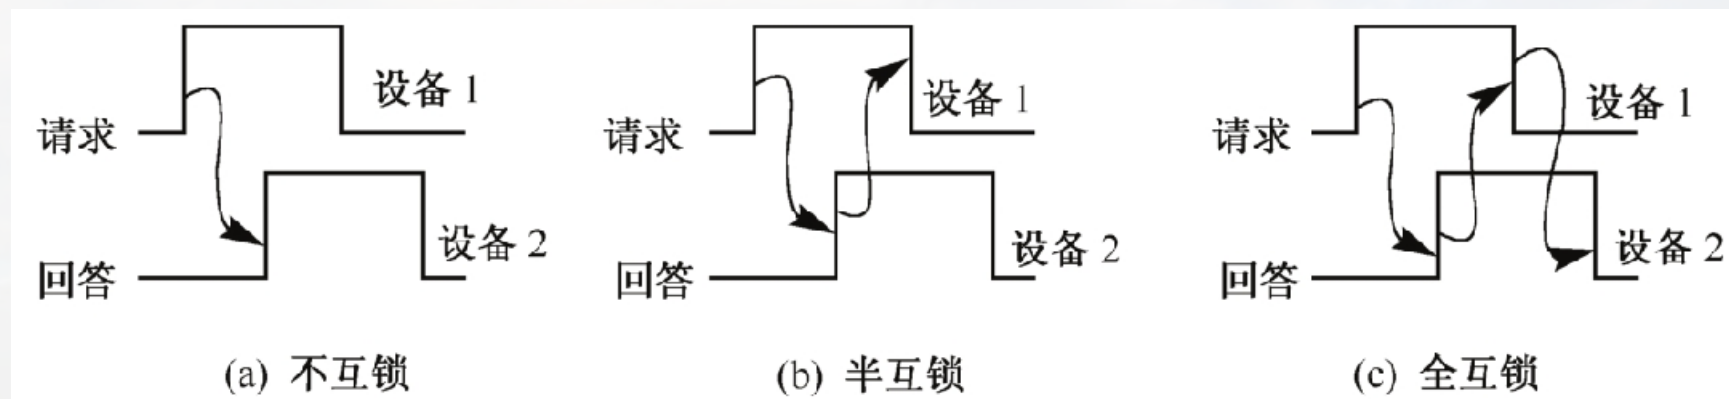 请求 设备 1 请求 设备 1 请求 设备 1
回答 设备 2 回答 设备 2 回答 设备 2
(a) 不互锁 (b) 半互锁 (c) 全互锁